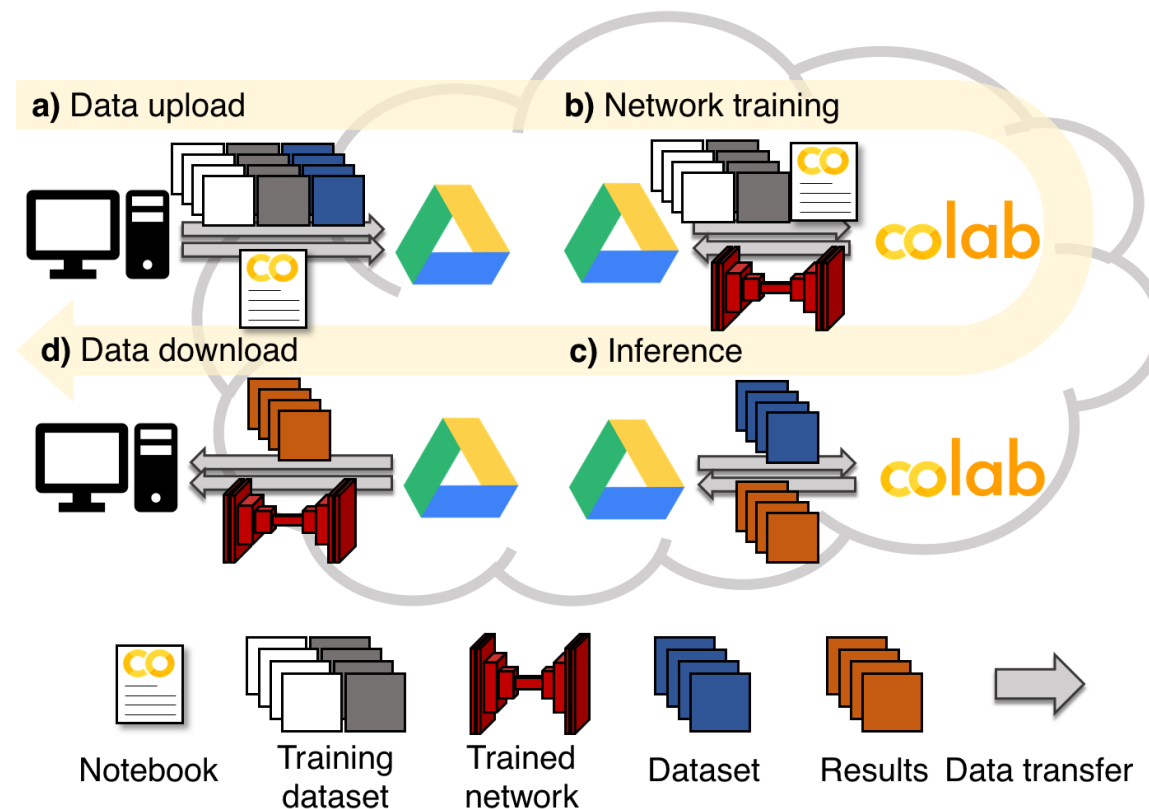 a) Data upload
b) Network training
CO
CO
colab
d) Data download
c) Inference
colab
CO
Notebook
Training
dataset
Trained
network
Dataset
Results
Data transfer